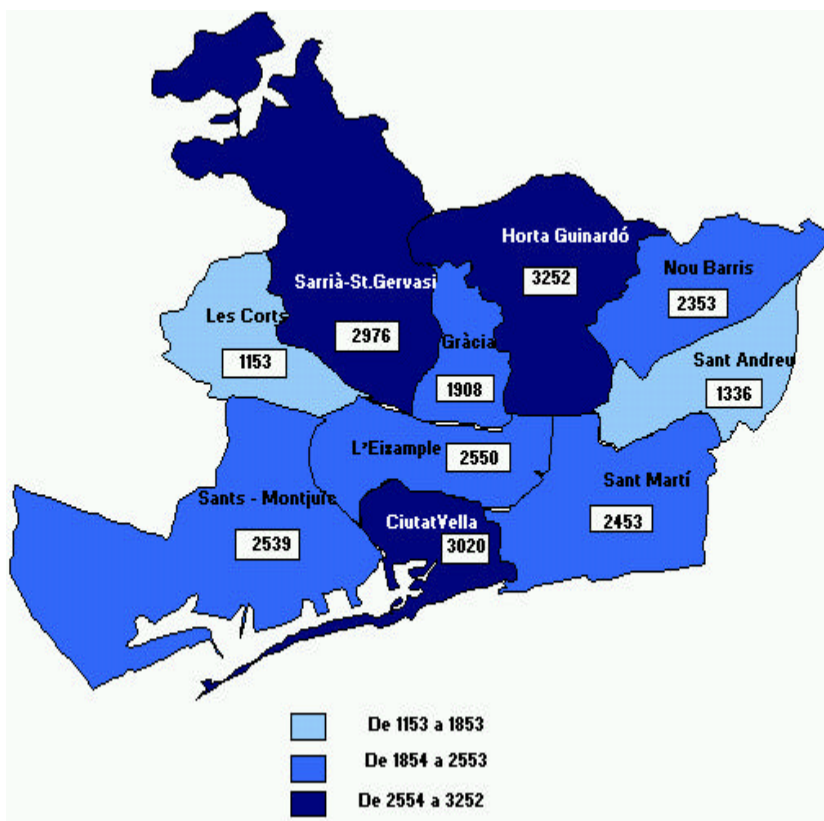 Horta Guinardó
3252
Nou Barris
2353
Sarrià-St.Gervasi
2976
Les Corts
1153
Gràcia
1908
Sant Andreu
1336
L'Eixample
2550
Sant Martí
2453
Sants - Montjuïc
2539
CiutatVella
3020
De 1153 a 1853
De 1854 a 2553
De 2554 a 3252